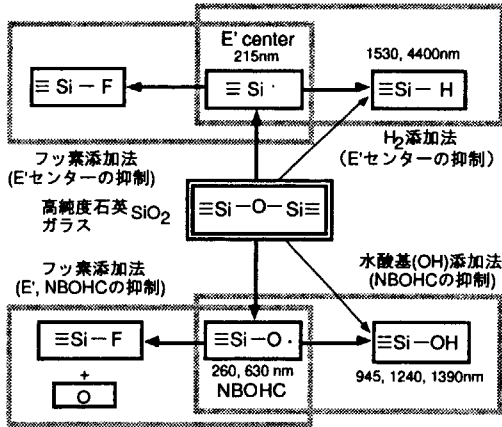 E' center
215nm
≡Si－F
≡Si・
1530, 4400nm
≡Si－H
フッ素添加法
(E'センターの抑制)
H2添加法
(E'センターの抑制)
高純度石英SiO2
ガラス
≡Si－O－Si≡
フッ素添加法
(E', NBOHCの抑制)
水酸基(OH)添加法
(NBOHCの抑制)
≡Si－F
+
O
≡Si－O・
260, 630 nm
NBOHC
≡Si－OH
945, 1240, 1390nm